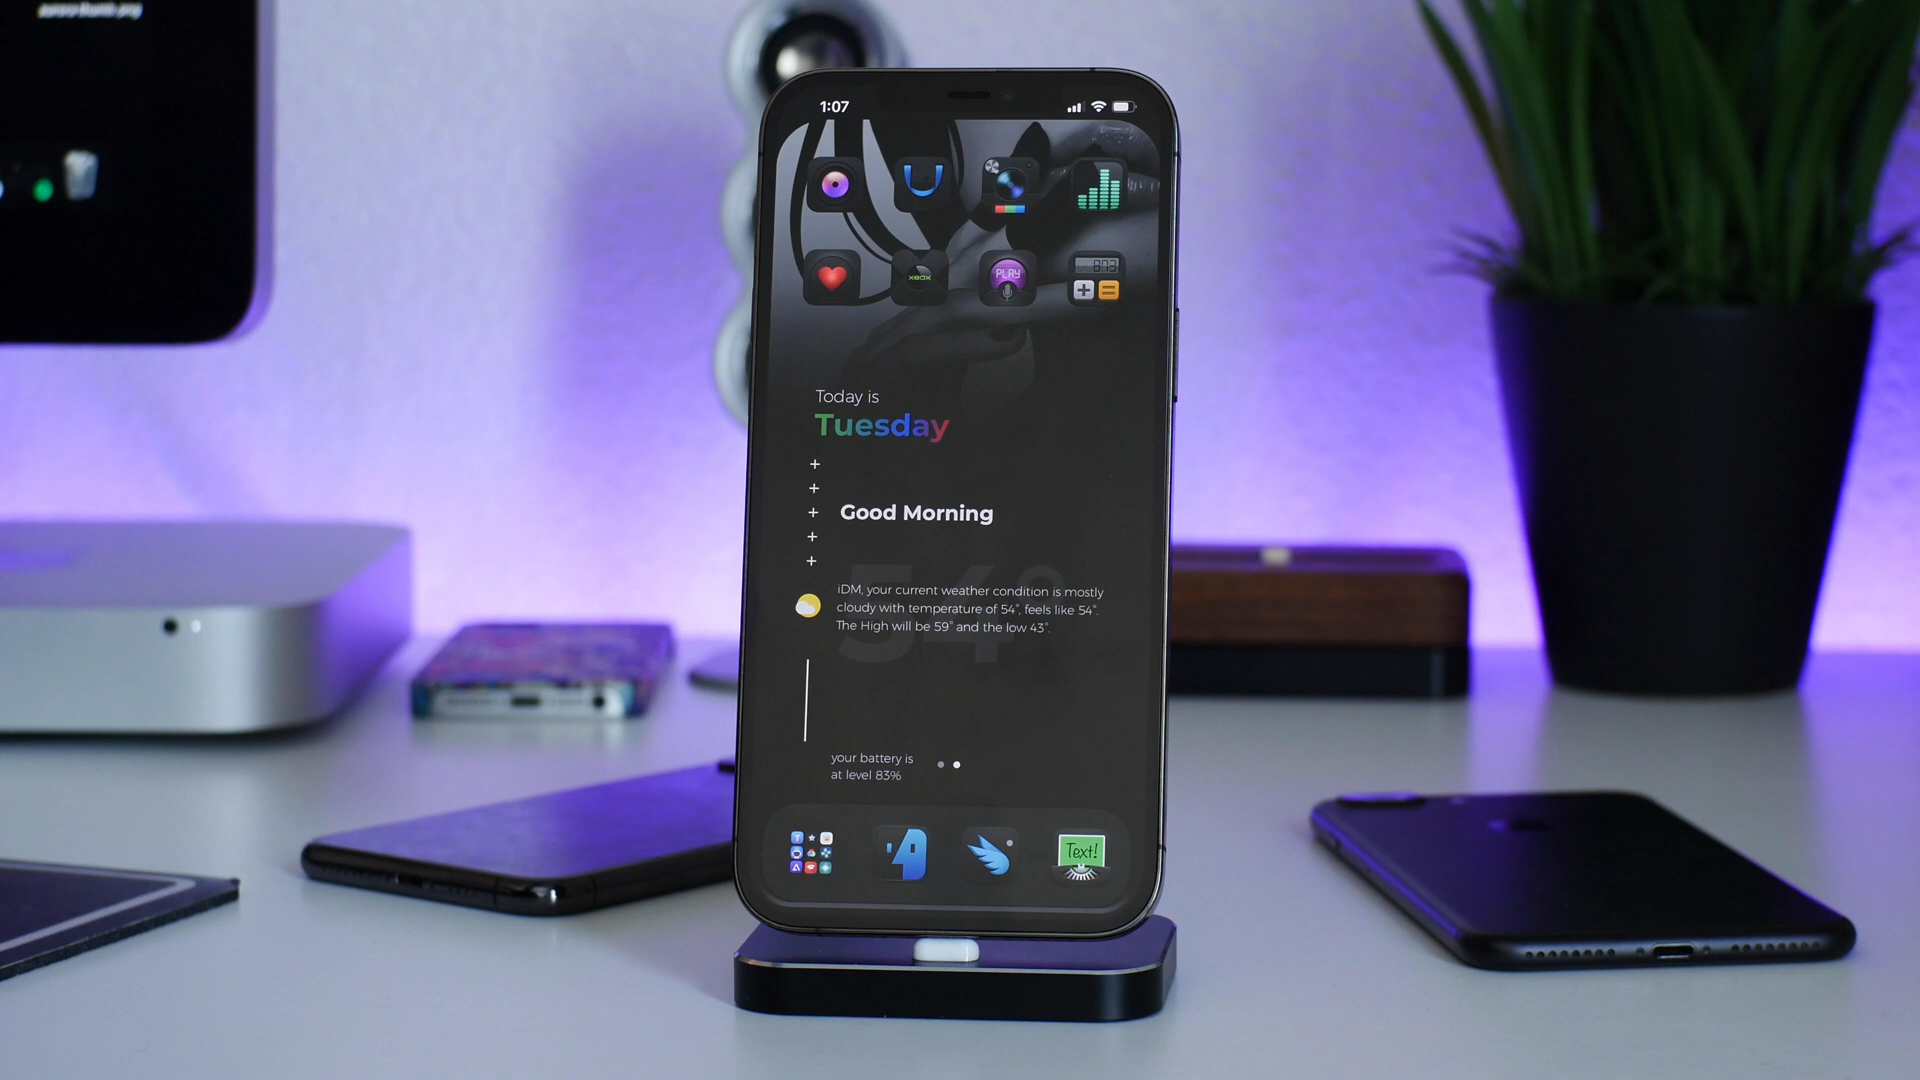 1:07
XBOX
PLAY
Today is
Tuesday
Good Morning
54°
iDM, your current weather condition is mostly
cloudy with temperature of 54°, feels like 54°.
The High will be 59° and the low 43°.
your battery is
at level 83%
Text!